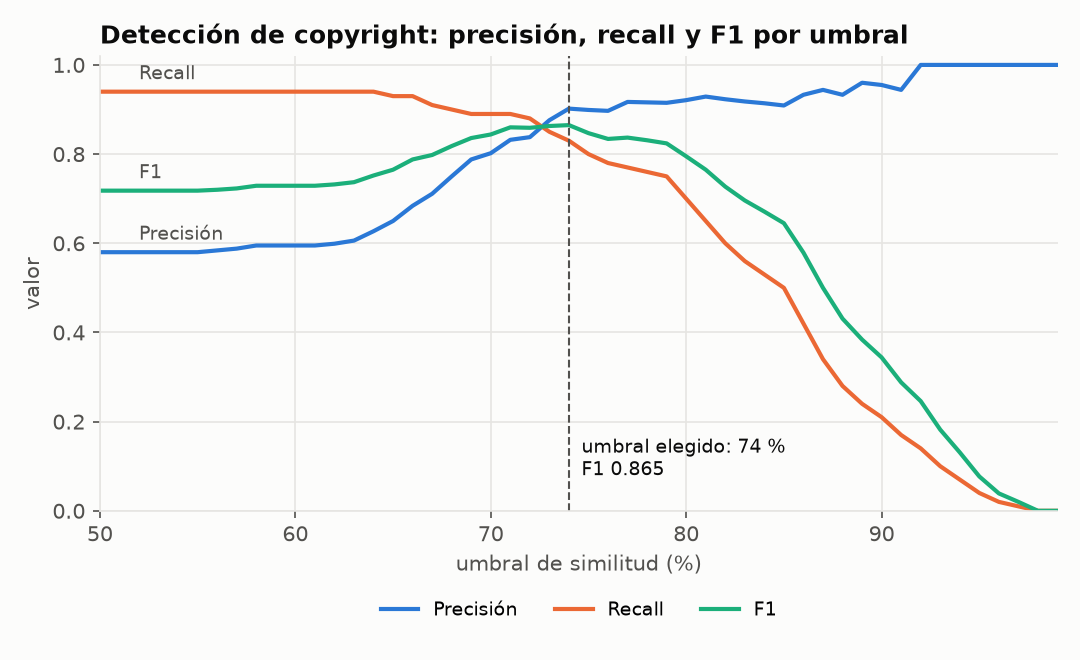 Detección de copyright: precisión, recall y F1 por umbral
valor
1.0
0.8
0.6
0.4
0.2
0.0
Recall
F1
Precisión
umbral elegido: 74 %
F1 0.865
50 60 70 80 90
umbral de similitud (%)
Precisión Recall F1